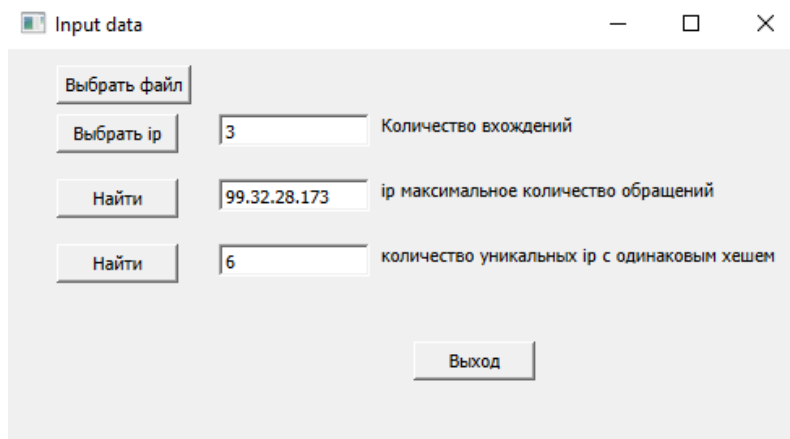 Input data
Выбрать файл
Выбрать ip
3
Количество вхождений
Найти
99.32.28.173
ip максимальное количество обращений
Найти
6
количество уникальных ip с одинаковым хешем
Выход